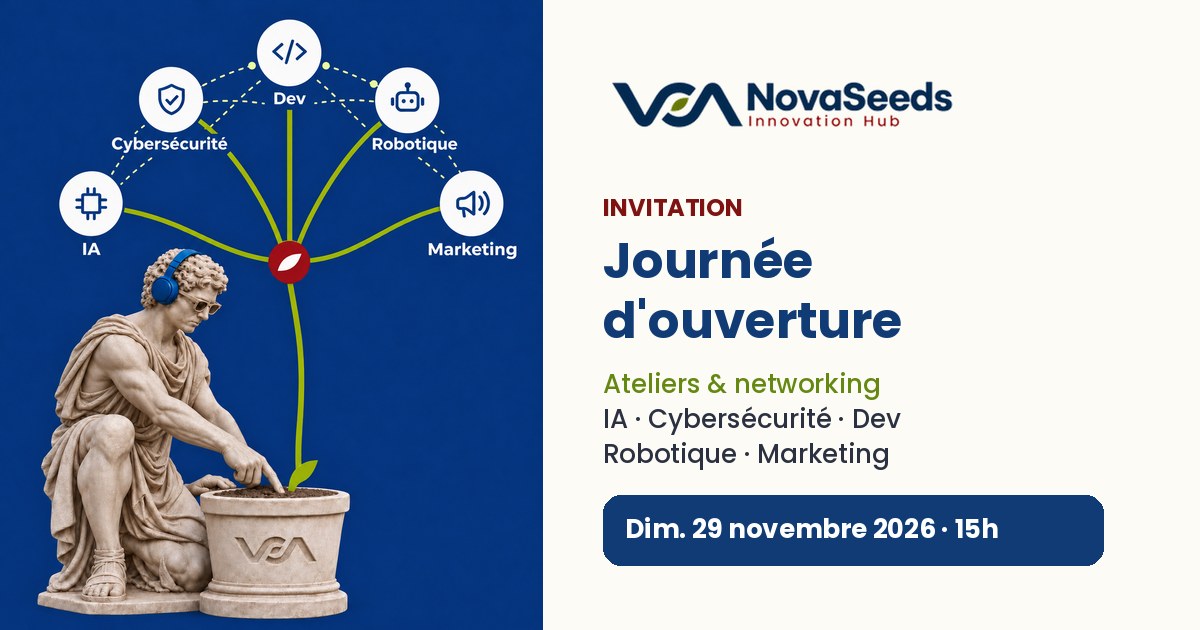 Dev
Cybersécurité
Robotique
IA
Marketing
VCA
NovaSeeds
Innovation Hub
INVITATION
Journée
d'ouverture
Ateliers & networking
IA · Cybersécurité · Dev
Robotique · Marketing
Dim. 29 novembre 2026 · 15h